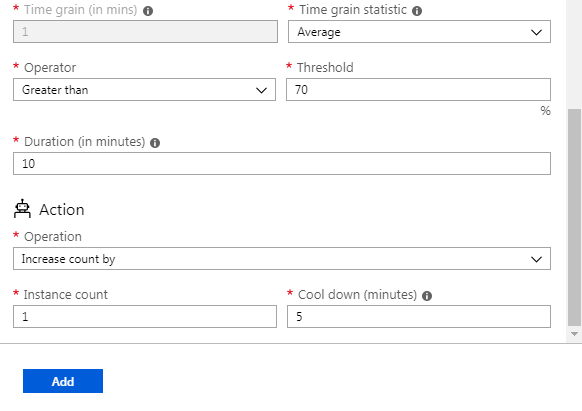 * Time grain (in mins)
* Time grain statistic
1
Average
* Operator
* Threshold
Greater than
70
%
* Duration (in minutes)
10
Action
* Operation
Increase count by
* Instance count
* Cool down (minutes)
1
5
Add